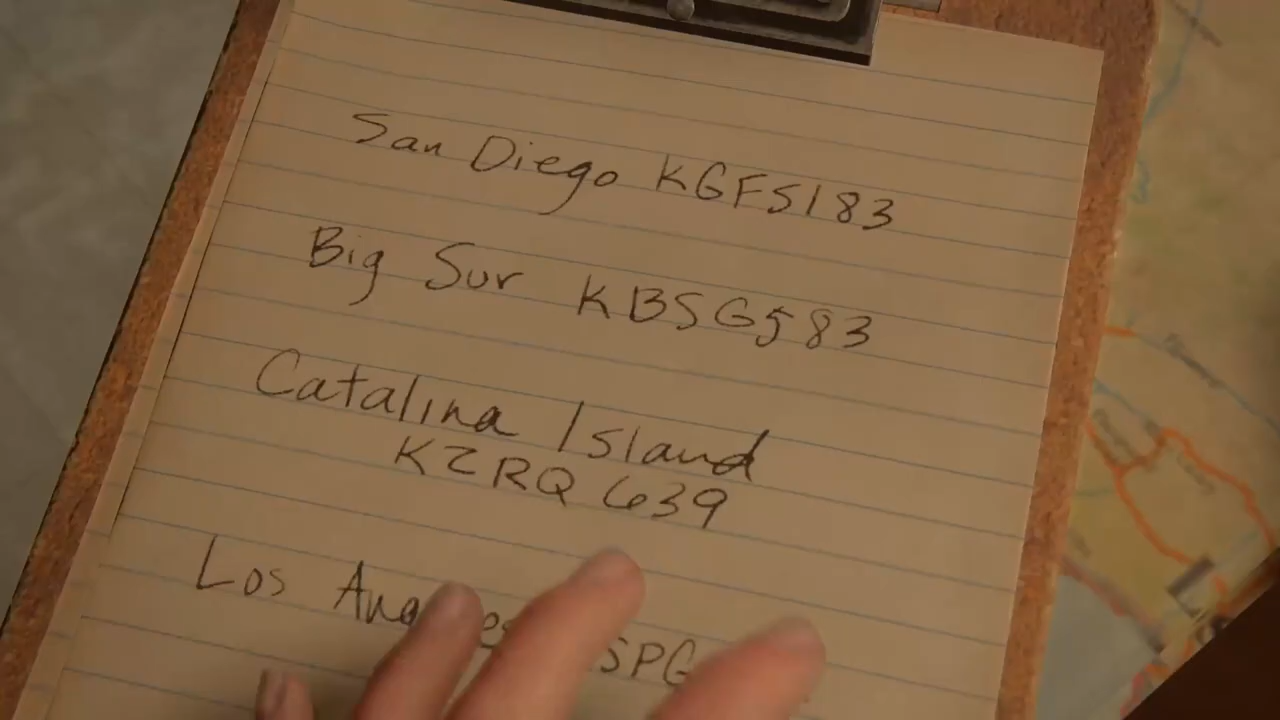 San Diego KGFS183
Big Sur KBSG583
Catalina Island
KZRQ639
Los